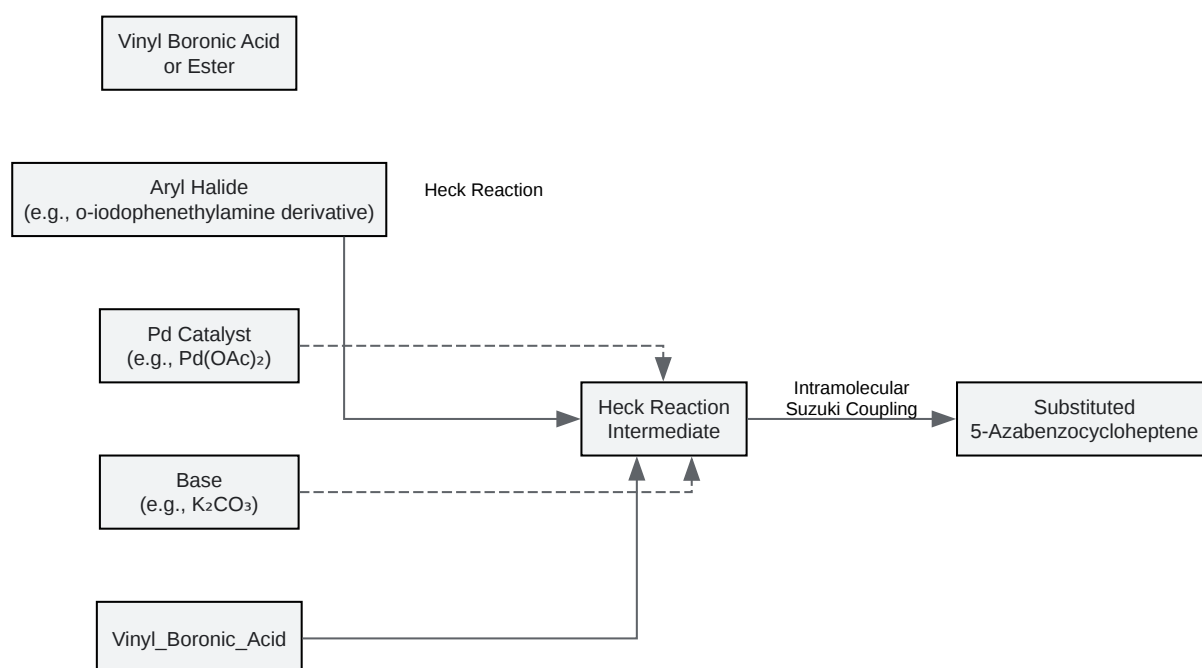 Vinyl Boronic Acid
or Ester
Aryl Halide
(e.g., o-iodophenethylamine derivative)
Heck Reaction
Pd Catalyst
(e.g., Pd(OAc)₂)
Heck Reaction
Intermediate
Intramolecular
Suzuki Coupling
Substituted
5-Azabenzocycloheptene
Base
(e.g., K₂CO₃)
Vinyl_Boronic_Acid